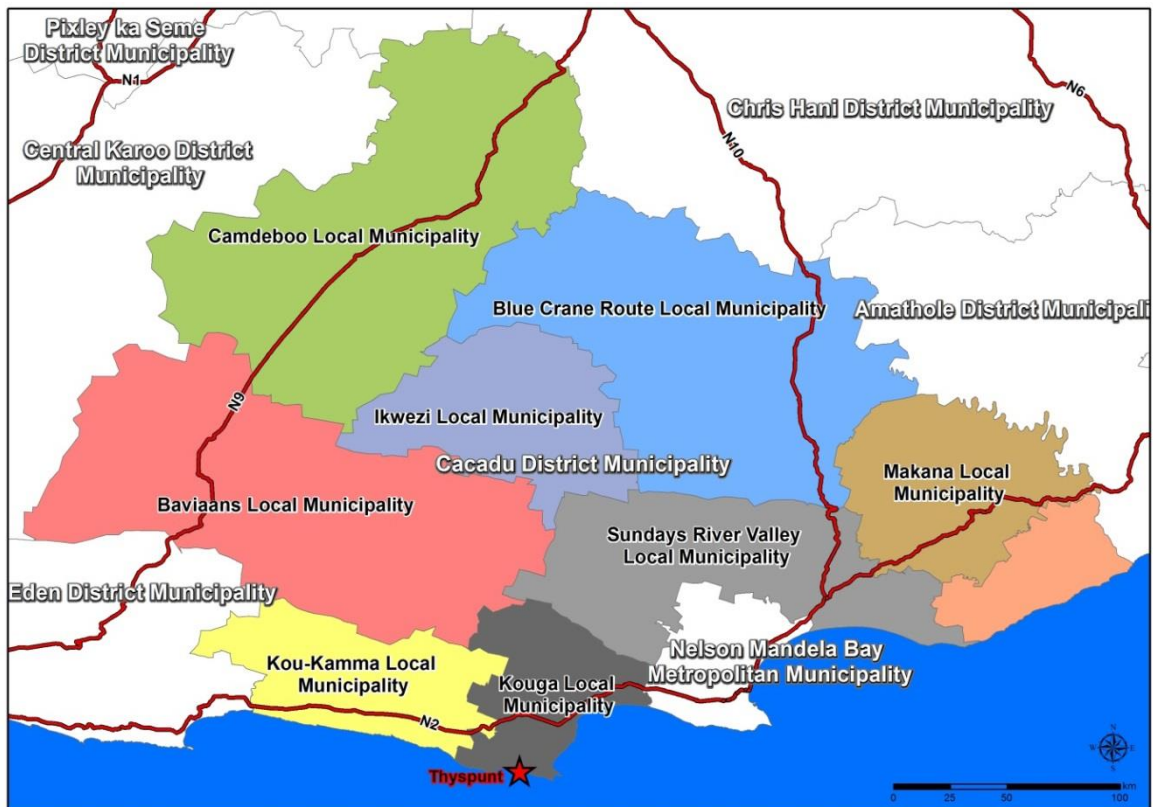 Pixley ka Seme
District Municipality
N1
N6
Chris Hani District Municipality
N10
Central Karoo District
Municipality
Camdeboo Local Municipality
Blue Crane Route Local Municipality
Amathole District Municipali
N9
Ikwezi Local Municipality
Cacadu District Municipality
Makana Local
Municipality
Baviaans Local Municipality
Sundays River Valley
Local Municipality
Eden District Municipality
Nelson Mandela Bay
Metropolitan Municipality
Kou-Kamma Local
Municipality
Kouga Local
Municipality
N2
Thyspunt
N
W
E
S
km
0
25
50
100